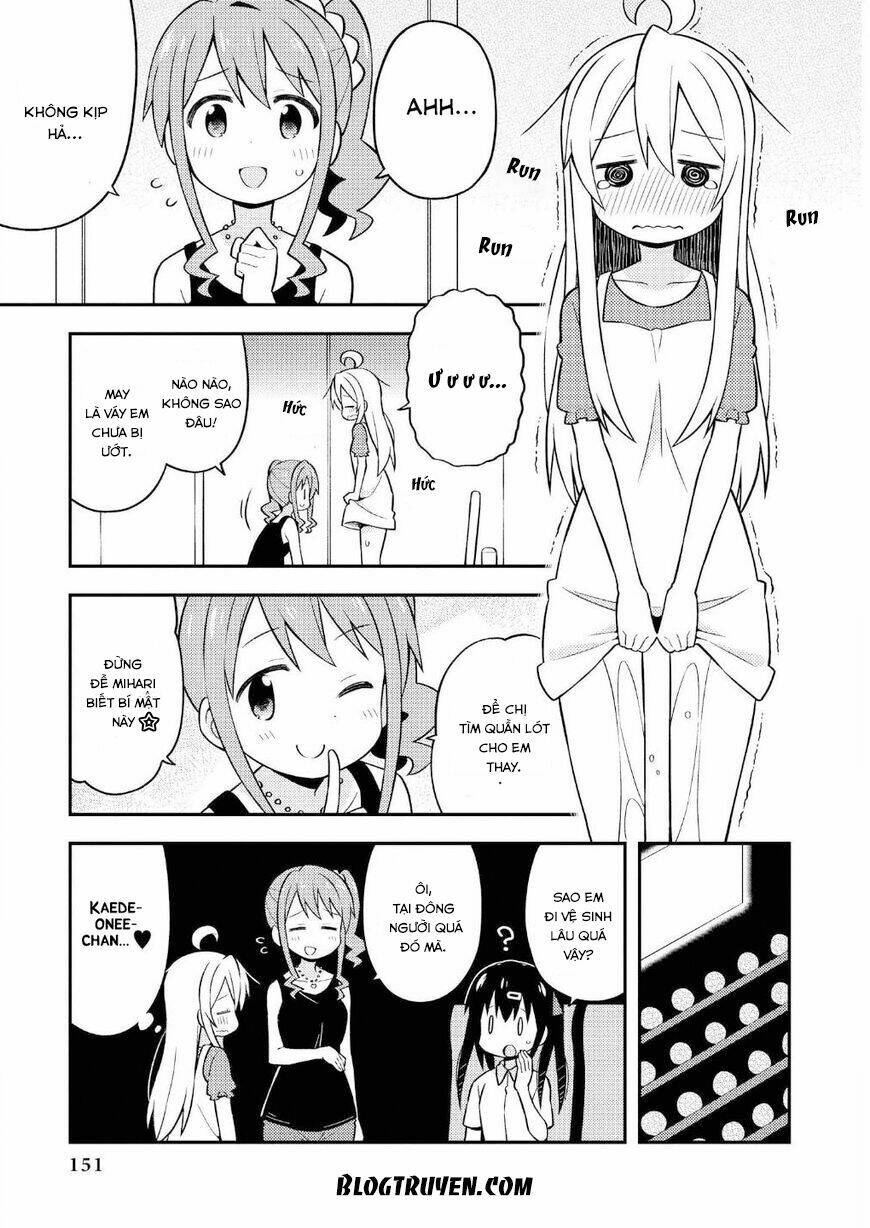 AHH...
KHÔNG KỊP
HẢ...
Run
Run
Run
Ư ư ư ư...
Hức
Hức
NÀO NÀO,
KHÔNG SAO
ĐÂU!
MAY
LÀ VÁY EM
CHƯA BỊ
ƯỚT.
ĐỂ CHỊ
TÌM QUẦN LÓT
CHO EM
THAY.
ĐỪNG
ĐỂ MIHARI
BIẾT BÍ MẬT
NÀY ☆
SAO EM
ĐI VỆ SINH
LÂU QUÁ
VẬY?
?
ÔI,
TẠI ĐÔNG
NGƯỜI QUÁ
ĐÓ MÀ.
KAEDE-
ONEE-
CHAN... ♥
151
BLOGTRUYEN.COM